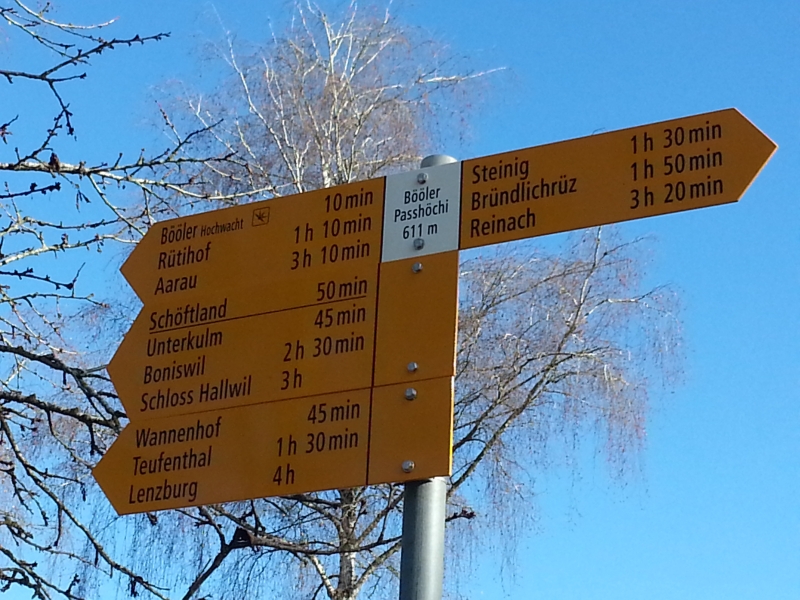 Bööler Hochwacht 10 min
Rütihof 1 h 10 min
Aarau 3 h 10 min
Schöftland 50 min
Unterkulm 45 min
Boniswil 2 h 30 min
Schloss Hallwil 3 h
Wannenhof 45 min
Teufenthal 1 h 30 min
Lenzburg 4 h
Bööler
Passhöchi
611 m
Steinig 1 h 30 min
Bründlichrüz 1 h 50 min
Reinach 3 h 20 min